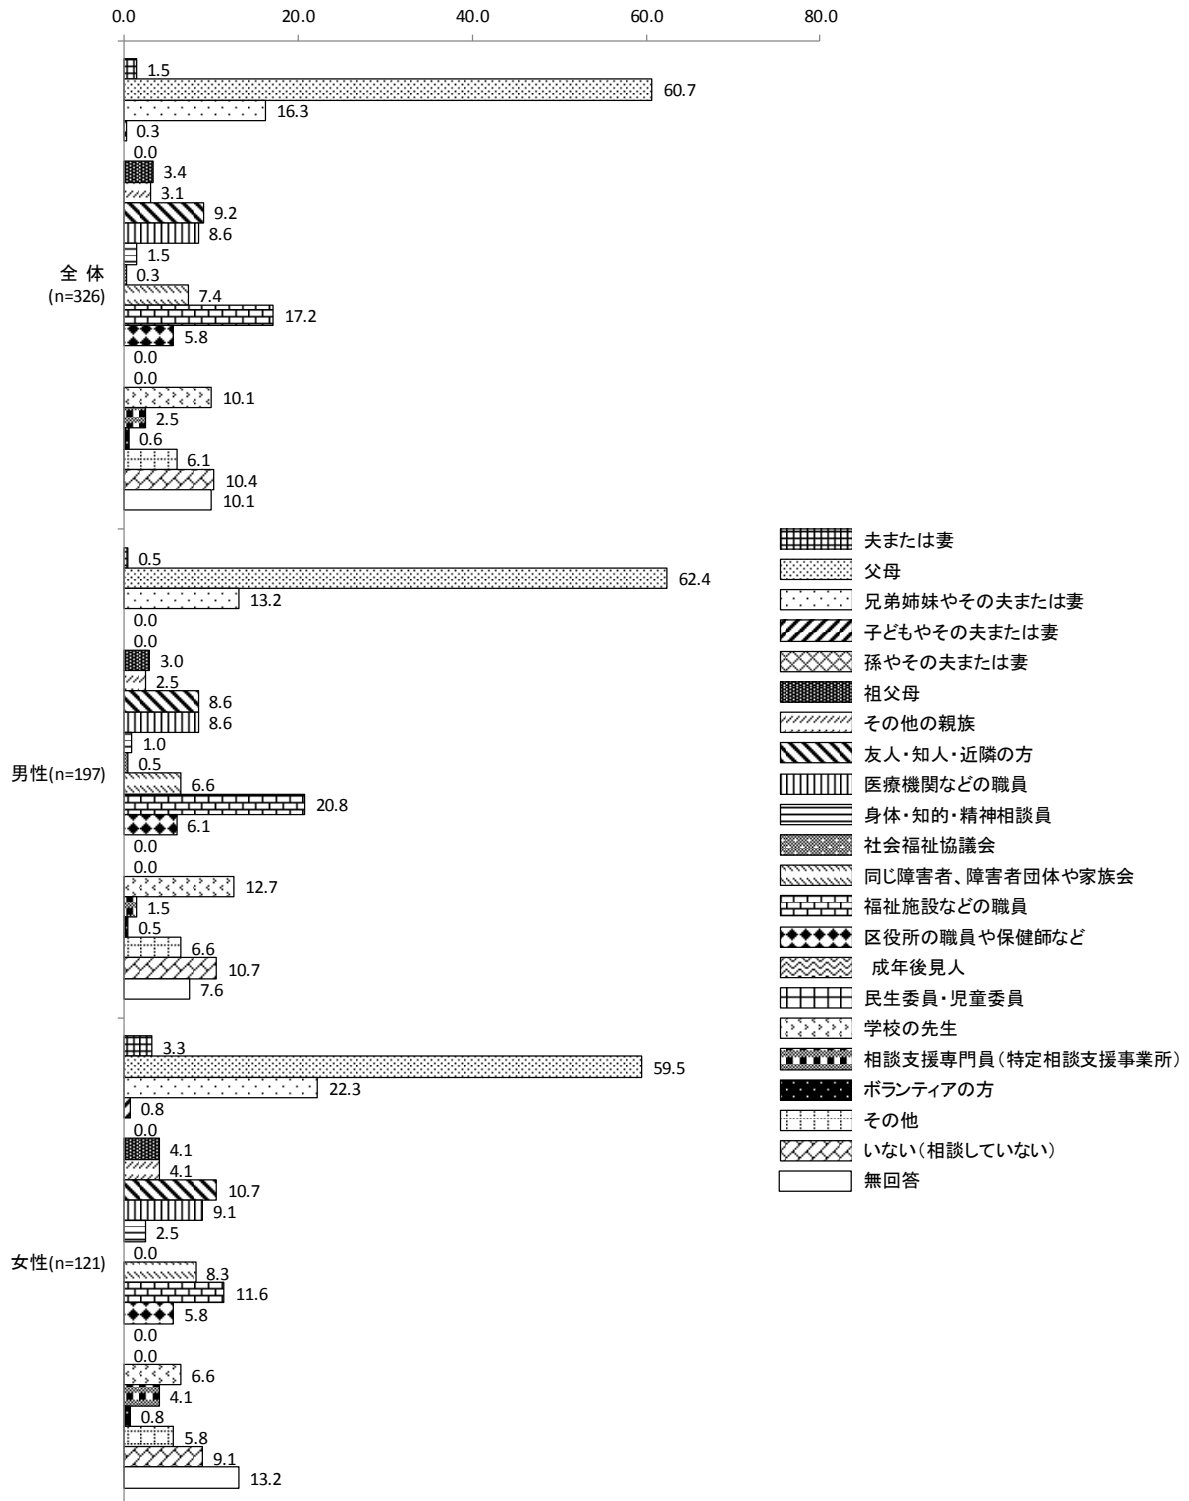 0.0 20.0 40.0 60.0 80.0
全 体
(n=326)
1.5
60.7
16.3
0.3
0.0
3.4
3.1
9.2
8.6
1.5
0.3
7.4
17.2
5.8
0.0
0.0
10.1
2.5
0.6
6.1
10.4
10.1
男性(n=197)
0.5
62.4
13.2
0.0
0.0
3.0
2.5
8.6
8.6
1.0
0.5
6.6
20.8
6.1
0.0
0.0
12.7
1.5
0.5
6.6
10.7
7.6
女性(n=121)
3.3
59.5
22.3
0.8
0.0
4.1
4.1
10.7
9.1
2.5
0.0
8.3
11.6
5.8
0.0
0.0
6.6
4.1
0.8
5.8
9.1
13.2
夫または妻
父母
兄弟姉妹やその夫または妻
子どもやその夫または妻
孫やその夫または妻
祖父母
その他の親族
友人・知人・近隣の方
医療機関などの職員
身体・知的・精神相談員
社会福祉協議会
同じ障害者、障害者団体や家族会
福祉施設などの職員
区役所の職員や保健師など
成年後見人
民生委員・児童委員
学校の先生
相談支援専門員(特定相談支援事業所)
ボランティアの方
その他
いない(相談していない)
無回答